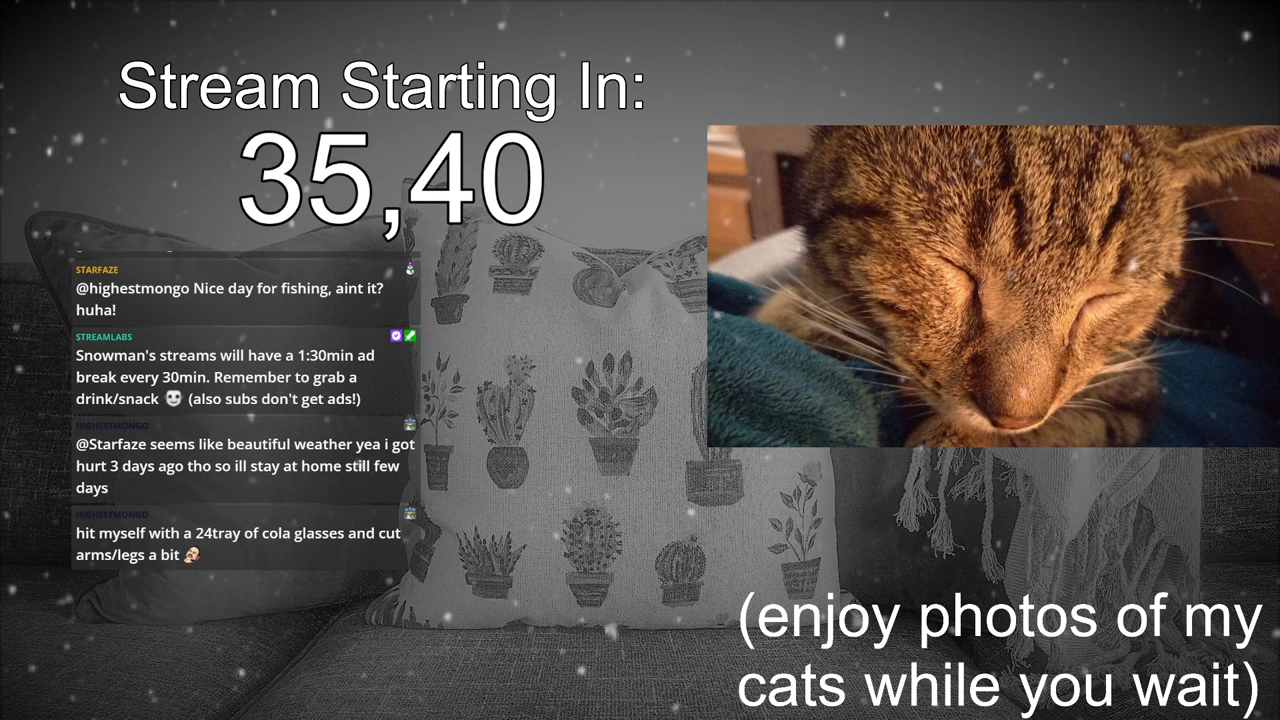 Stream Starting In:
35,40
STARFAZE
@highestmongo Nice day for fishing, aint it?
huha!
STREAMLABS
Snowman's streams will have a 1:30min ad
break every 30min. Remember to grab a
drink/snack (also subs don't get ads!)
HIGHESTMONGO
@Starfaze seems like beautiful weather yea i got
hurt 3 days ago tho so ill stay at home still few
days
HIGHESTMONGO
hit myself with a 24tray of cola glasses and cut
arms/legs a bit
(enjoy photos of my
cats while you wait)